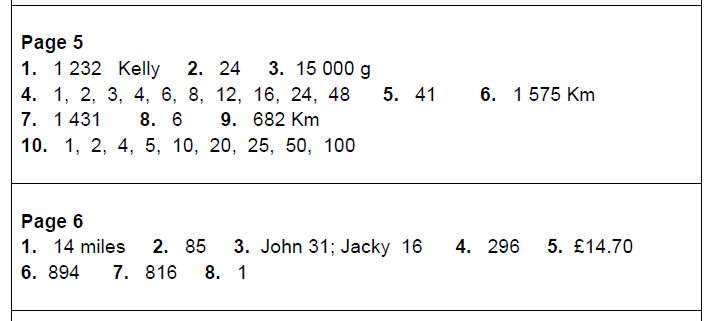 Page 5
1. 1 232 Kelly 2. 24 3. 15 000 g
4. 1, 2, 3, 4, 6, 8, 12, 16, 24, 48 5. 41 6. 1 575 Km
7. 1 431 8. 6 9. 682 Km
10. 1, 2, 4, 5, 10, 20, 25, 50, 100
Page 6
1. 14 miles 2. 85 3. John 31; Jacky 16 4. 296 5. £14.70
6. 894 7. 816 8. 1